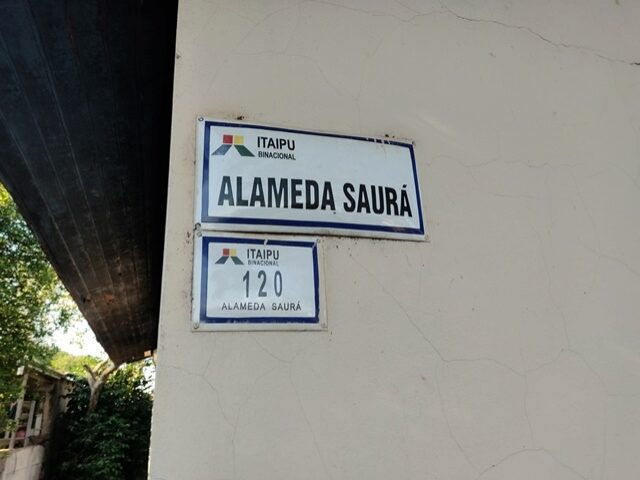 ITAIPU
BINACIONAL
ALAMEDA SAURÁ
ITAIPU
BINACIONAL
120
ALAMEDA SAURÁ